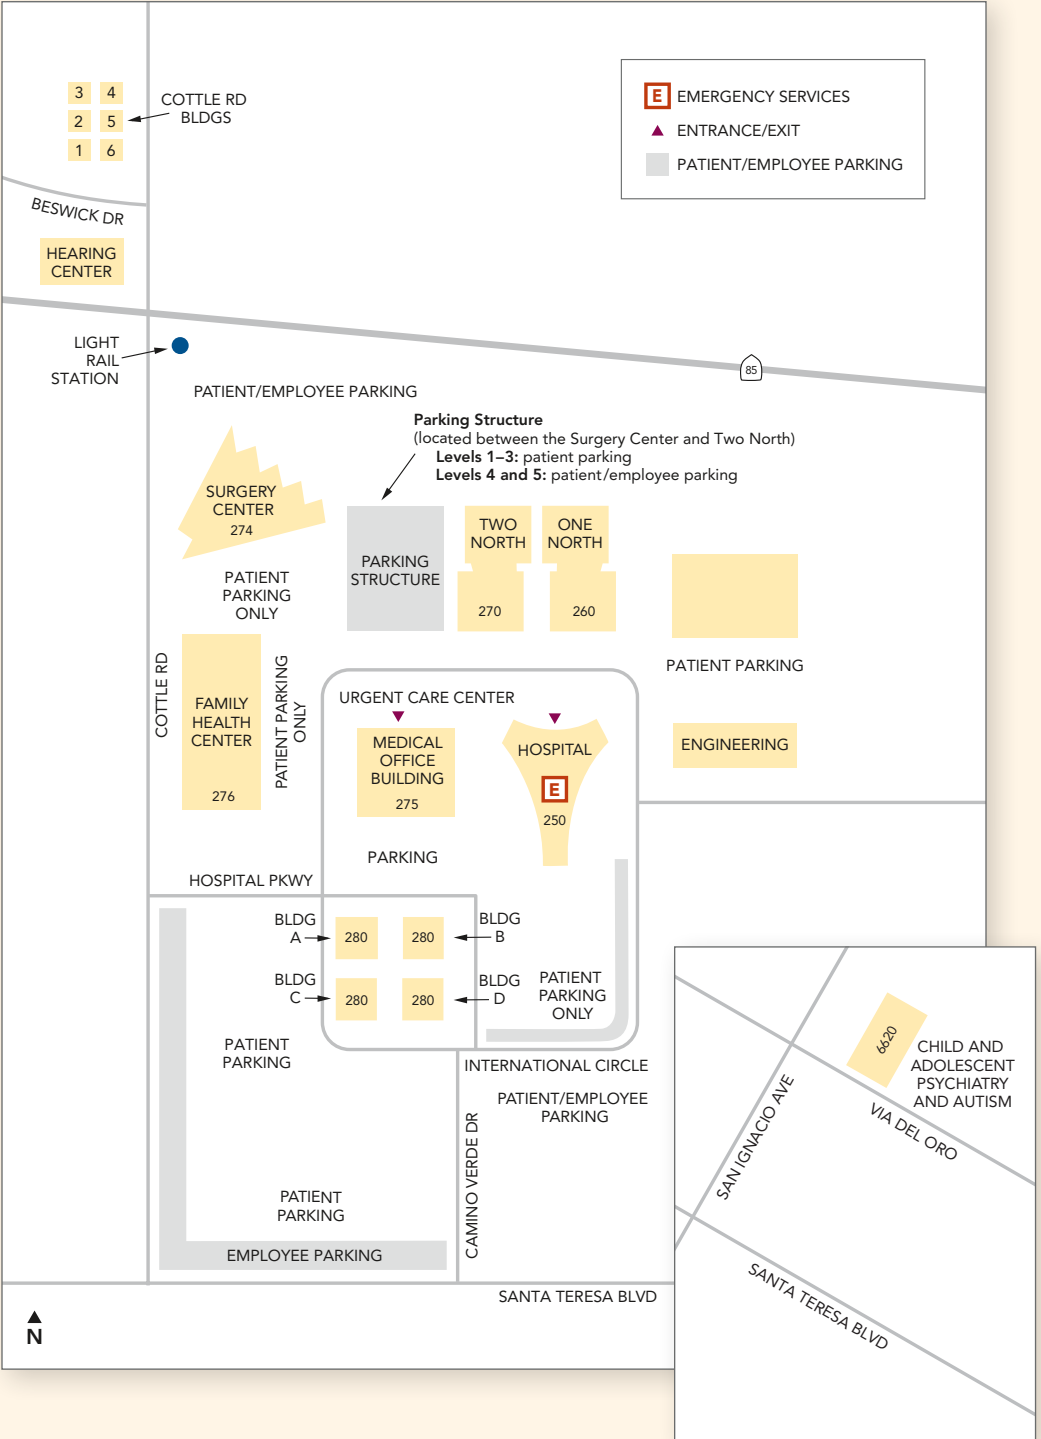 3 4
2 5
1 6
COTTLE RD
BLDGS
E EMERGENCY SERVICES
ENTRANCE/EXIT
PATIENT/EMPLOYEE PARKING
BESWICK DR
HEARING
CENTER
LIGHT
RAIL
STATION
85
PATIENT/EMPLOYEE PARKING
Parking Structure
(located between the Surgery Center and Two North)
Levels 1–3: patient parking
Levels 4 and 5: patient/employee parking
SURGERY
CENTER
274
PARKING
STRUCTURE
TWO
NORTH
270
ONE
NORTH
260
PATIENT
PARKING
ONLY
COTTLE RD
FAMILY
HEALTH
CENTER
276
PATIENT PARKING
ONLY
PATIENT PARKING
URGENT CARE CENTER
MEDICAL
OFFICE
BUILDING
275
HOSPITAL
E
250
ENGINEERING
PARKING
HOSPITAL PKWY
BLDG
A
280
280
BLDG
B
BLDG
C
280
280
BLDG
D
PATIENT
PARKING
ONLY
PATIENT
PARKING
INTERNATIONAL CIRCLE
PATIENT/EMPLOYEE
PARKING
CAMINO VERDE DR
PATIENT
PARKING
EMPLOYEE PARKING
SANTA TERESA BLVD
N
6620
CHILD AND
ADOLESCENT
PSYCHIATRY
AND AUTISM
SAN IGNACIO AVE
VIA DEL ORO
SANTA TERESA BLVD